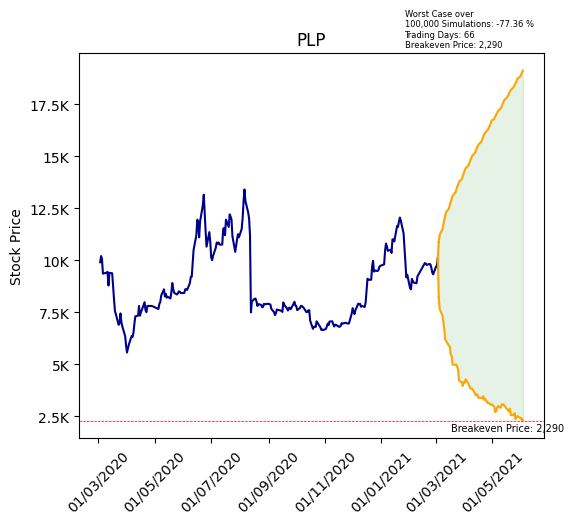 Worst Case over
100,000 Simulations: -77.36 %
Trading Days: 66
Breakeven Price: 2,290
PLP
Stock Price
17.5K
15K
12.5K
10K
7.5K
5K
2.5K
Breakeven Price: 2,290
01/03/2020
01/05/2020
01/07/2020
01/09/2020
01/11/2020
01/01/2021
01/03/2021
01/05/2021